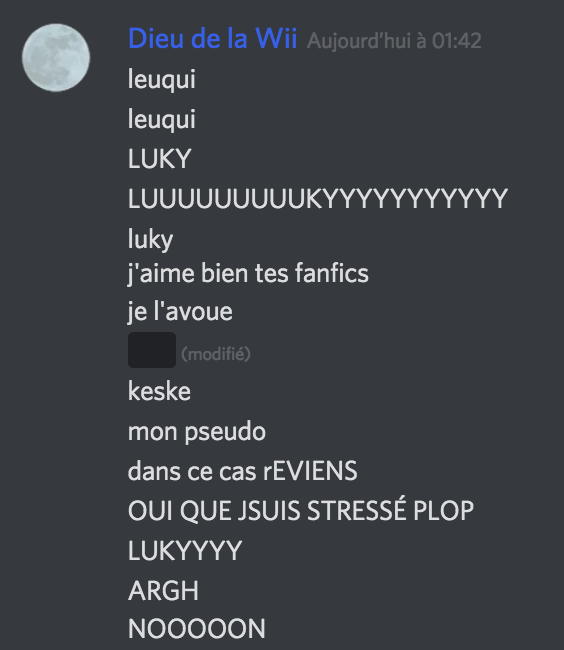 Dieu de la Wii Aujourd'hui à 01:42
leuqui
leuqui
LUKY
LUUUUUUUUUKYYYYYYYYYYY
luky
j'aime bien tes fanfics
je l'avoue
(modifié)
keske
mon pseudo
dans ce cas rEVIENS
OUI QUE JSUIS STRESSÉ PLOP
LUKYYYY
ARGH
NOOOOON